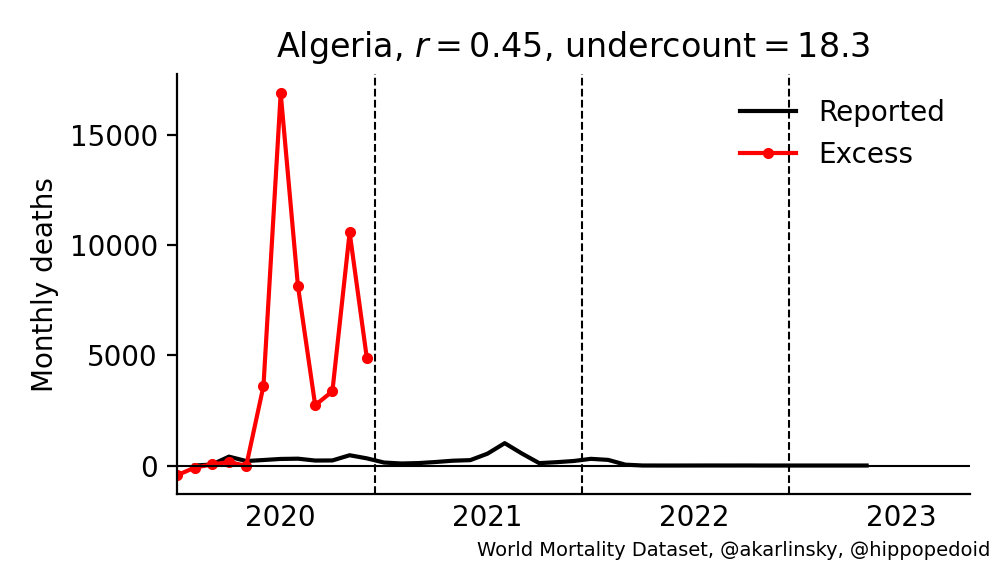 Algeria, r = 0.45, undercount = 18.3
Reported
Excess
Monthly deaths
15000
10000
5000
0
2020 2021 2022 2023
World Mortality Dataset, @akarlinsky, @hippopedoid